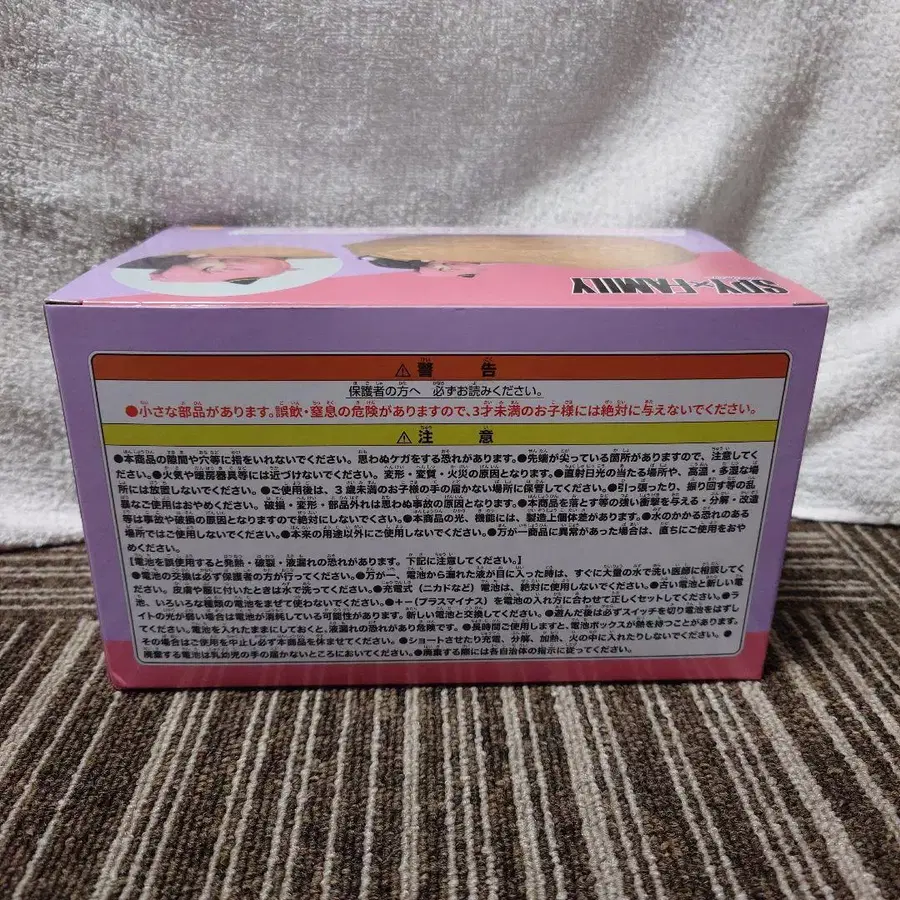 SPY×FAMILY
⚠警告
保護者の方へ 必ずお読みください。
●小さな部品があります。誤飲・窒息の危険がありますので、3才未満のお子様には絶対に与えないでください。
⚠注意
●本商品の隙間や穴等に指をいれないでください。思わぬケガをする恐れがあります。●先端が尖っている箇所がありますので、注意してく
ださい。●火気や暖房器具等には近づけないでください。変形・変質・火災の原因となります。●直射日光の当たる場所や、高温・多湿な場
所には放置しないでください。●ご使用後は、3歳未満のお子様の手の届かない場所に保管してください。●引っ張ったり、振り回す等の乱
暴なご使用はおやめください。破損・変形・部品外れは思わぬ事故の原因となります。●本商品を落とす等の強い衝撃を与える・分解・改造
等は事故や破損の原因となりますので絶対にしないでください。●本商品の光、機能には、製造上個体差があります。●水のかかる恐れのある
場所ではご使用しないでください。●本来の用途以外にご使用しないでください。●万が一商品に異常があった場合は、直ちにご使用をおや
めください。
【電池を誤使用すると発熱・破裂・液漏れの恐れがあります。下記に注意してください。】
●電池の交換は必ず保護者の方が行ってください。●万が一、電池から漏れた液が目に入った時は、すぐに大量の水で洗い医師に相談してく
ださい。皮膚や服に付いたときは水で洗ってください。●充電式（ニカドなど）電池は、絶対に使用しないでください。●古い電池と新しい電
池、いろいろな種類の電池をまぜて使わないでください。●＋－（プラスマイナス）を電池の入れ方に合わせて正しくセットしてください。●ラ
イトの光が弱い場合は電池が消耗している可能性があります。新しい電池と交換してください。●遊んだ後は必ずスイッチを切り電池をはずし
てください。電池を入れたままにしておくと、液漏れの恐れがあり危険です。●長時間ご使用しますと、電池ボックスが熱を持つことがあります。
その場合はご使用を中止し必ず本商品を休ませてください。●ショートさせたり充電、分解、加熱、火の中に入れたりしないでください。●
廃棄する電池は乳幼児の手の届かないところにおいてください。●廃棄する際には各自治体の指示に従ってください。